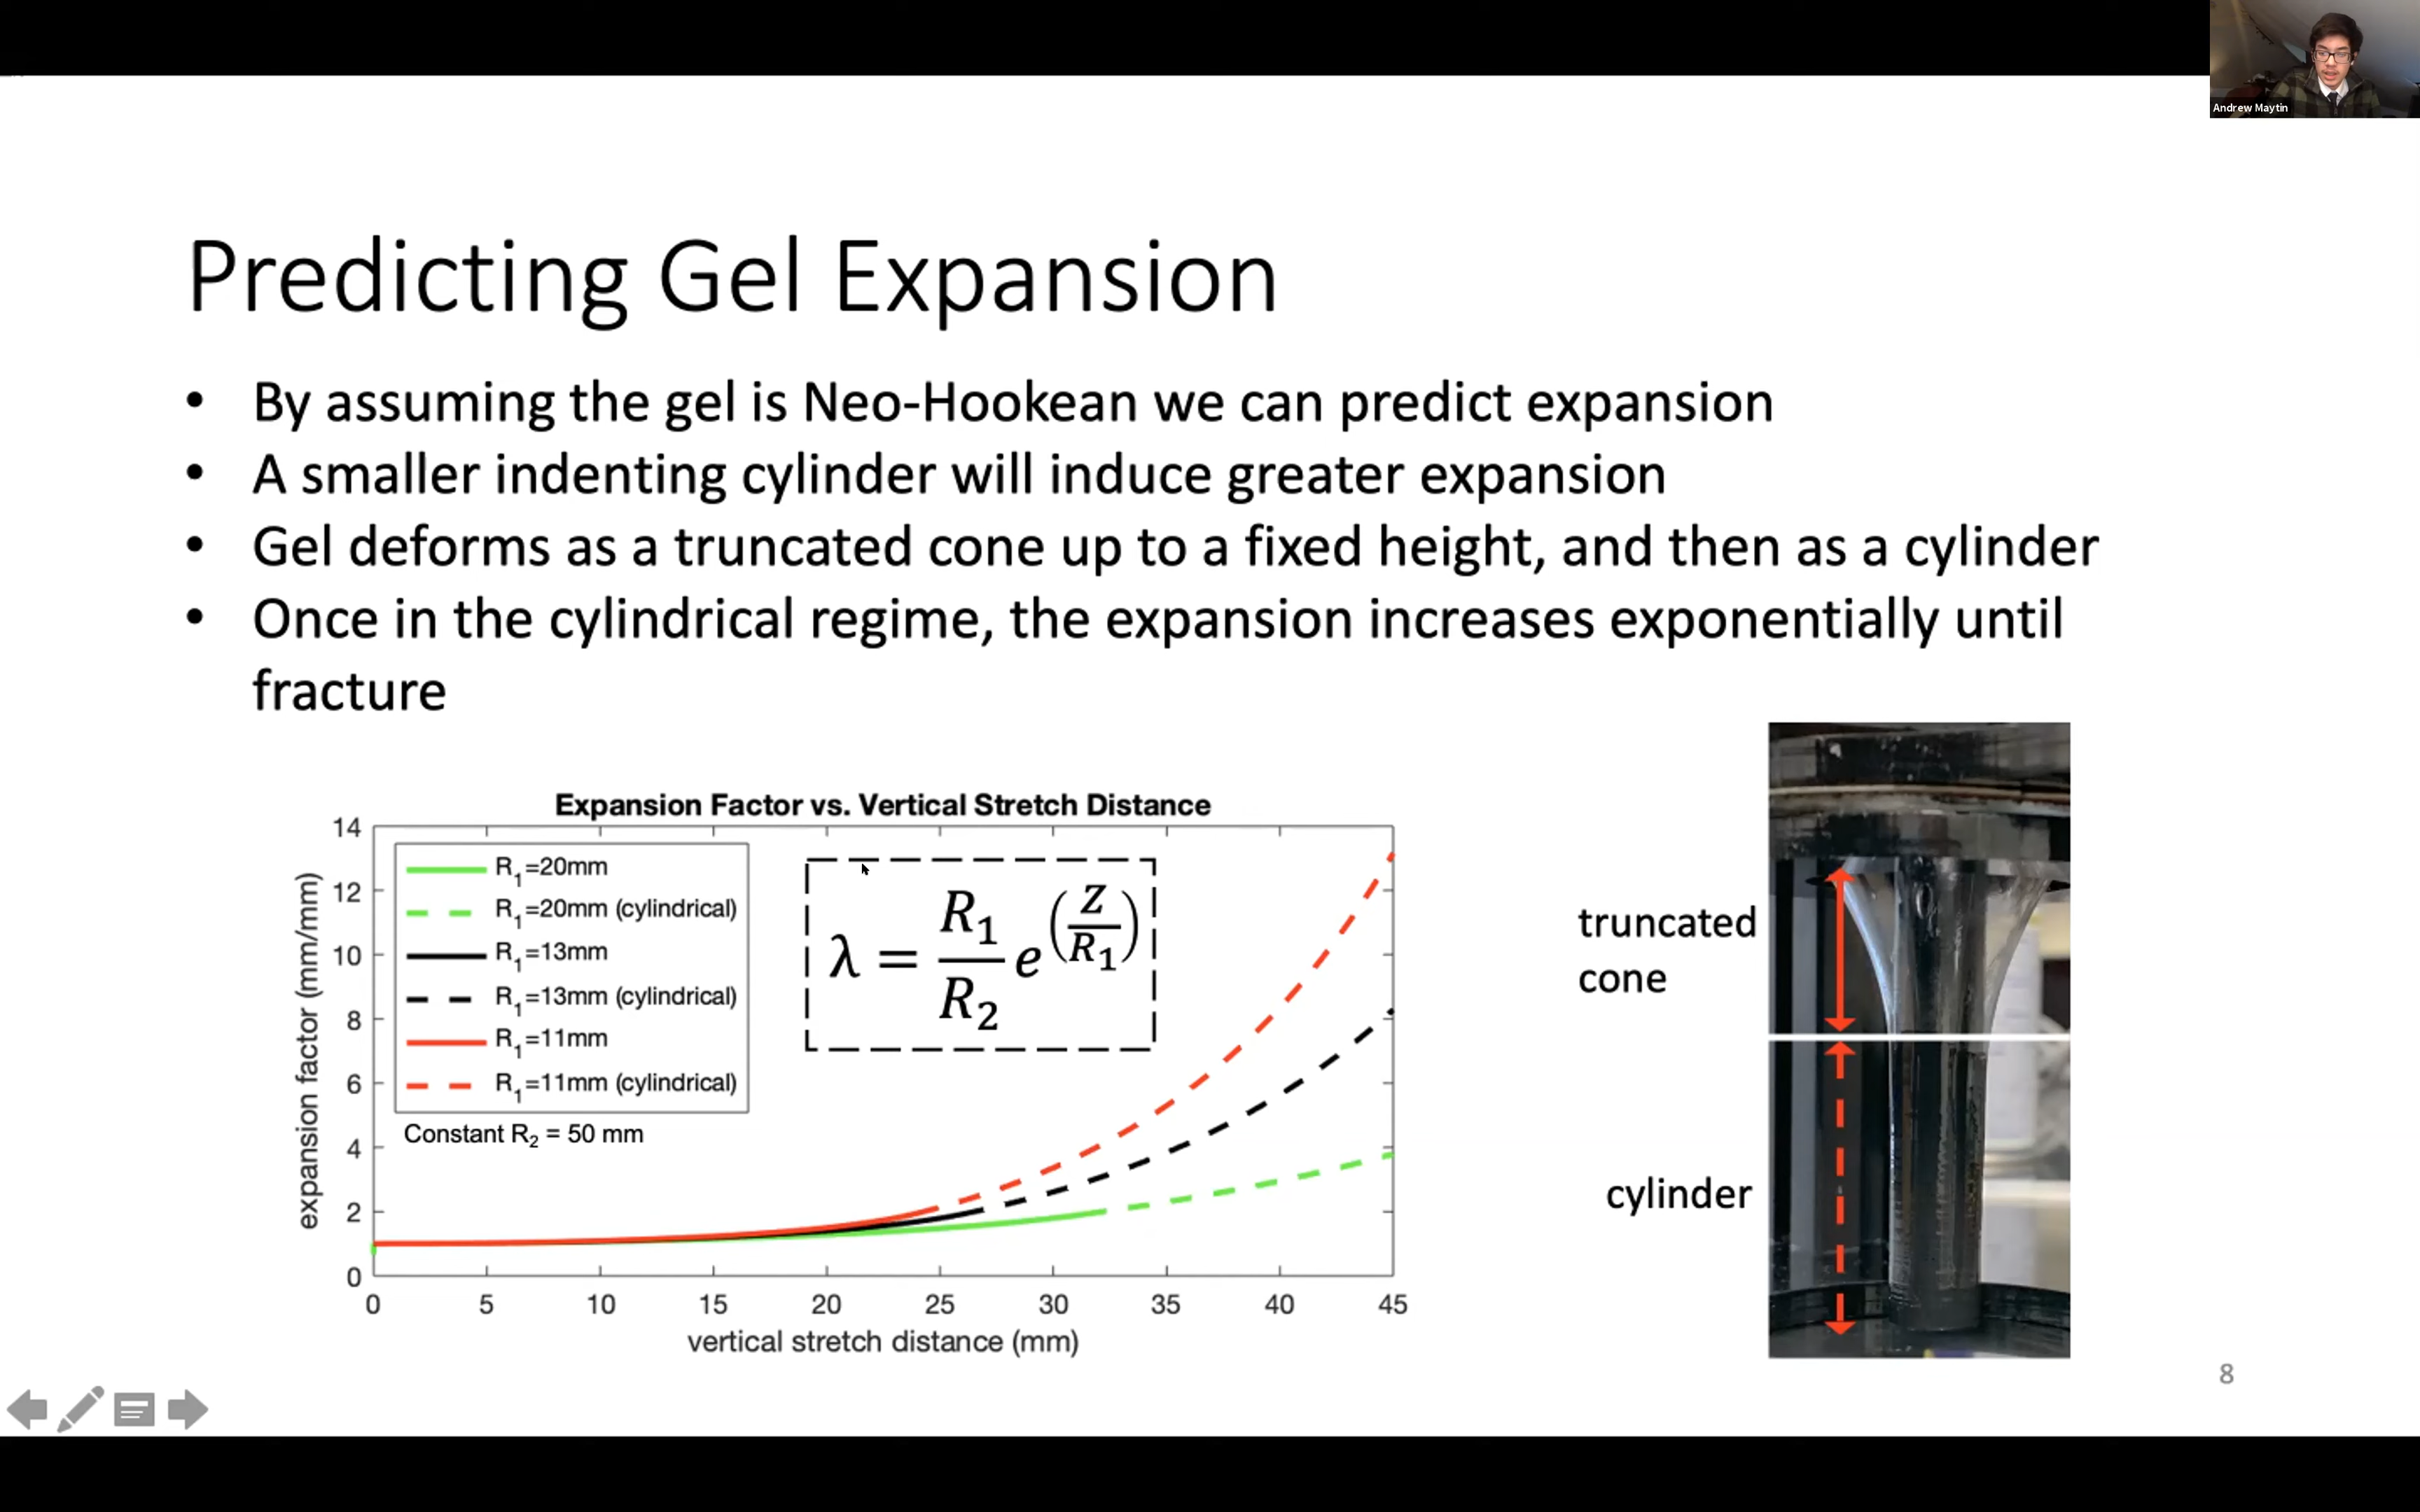 Andrew Maytin
Predicting Gel Expansion
• By assuming the gel is Neo-Hookean we can predict expansion
• A smaller indenting cylinder will induce greater expansion
• Gel deforms as a truncated cone up to a fixed height, and then as a cylinder
• Once in the cylindrical regime, the expansion increases exponentially until
fracture
Expansion Factor vs. Vertical Stretch Distance
expansion factor (mm/mm)
14
12
10
8
6
4
2
0
R₁=20mm
R₁=20mm (cylindrical)
R₁=13mm
R₁=13mm (cylindrical)
R₁=11mm
R₁=11mm (cylindrical)
Constant R₂ = 50 mm
λ = R₁/R₂ e^(z/R₁)
0 5 10 15 20 25 30 35 40 45
vertical stretch distance (mm)
truncated
cone
cylinder
8